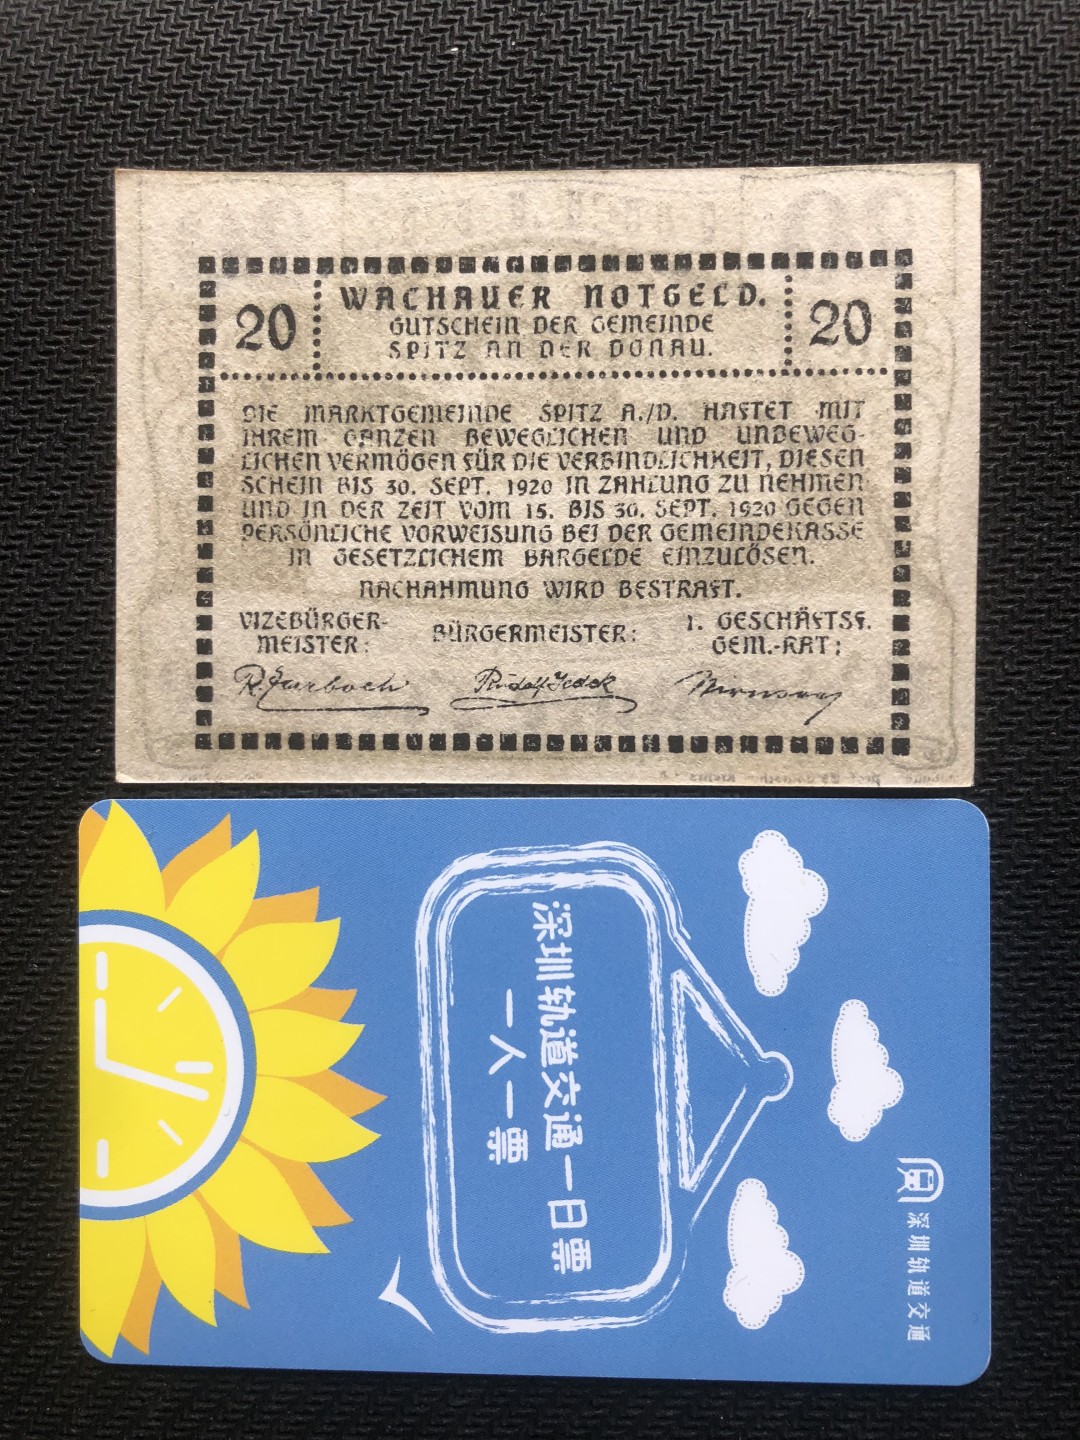 20
WACHAUER NOTGELD.
GUTSCHEIN DER GEMEINDE
SPITZ AN DER DONAU.
20
DIE MARKTGEMEINDE SPITZ A./D. HAFTET MIT
IHREM GANZEN BEWEGLICHEN UND UNBEWEG-
LICHEN VERMÖGEN FÜR DIE VERBINDLICHKEIT, DIESEN
SCHEIN BIS 30. SEPT. 1920 IN ZAHLUNG ZU NEHMEN
UND IN DER ZEIT VOM 15. BIS 30. SEPT. 1920 GEGEN
PERSÖNLICHE VORWEISUNG BEI DER GEMEINDEKASSE
IN GESETZLICHEM BARGELDE EINZULÖSEN.
NACHAHMUNG WIRD BESTRAFT.
VIZEBÜRGER-
MEISTER:
BÜRGERMEISTER:
1. GESCHÄFTSF.
GEM.-RAT:
深圳轨道交通
深圳轨道交通一日票
一人一票